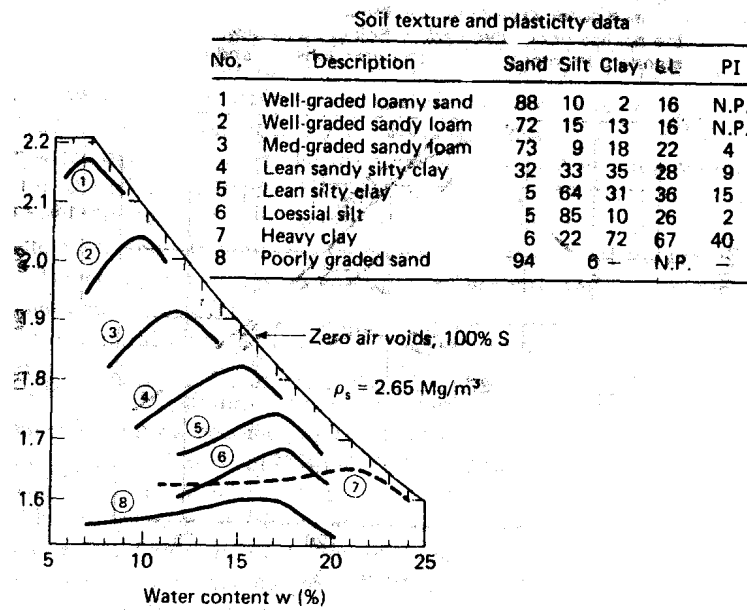 Soil texture and plasticity data
No. Description Sand Silt Clay LL PI
1 Well-graded loamy sand 88 10 2 16 N.P.
2 Well-graded sandy loam 72 15 13 16 N.P.
3 Med-graded sandy loam 73 9 18 22 4
4 Lean sandy silty clay 32 33 35 28 9
5 Lean silty clay 5 64 31 36 15
6 Loessial silt 5 85 10 26 2
7 Heavy clay 6 22 72 67 40
8 Poorly graded sand 94 6 – N.P. –
2.2
2.1
2.0
1.9
1.8
1.7
1.6
1
2
3
4
5
6
7
8
Zero air voids, 100% S
ρs = 2.65 Mg/m³
5 10 15 20 25
Water content w (%)